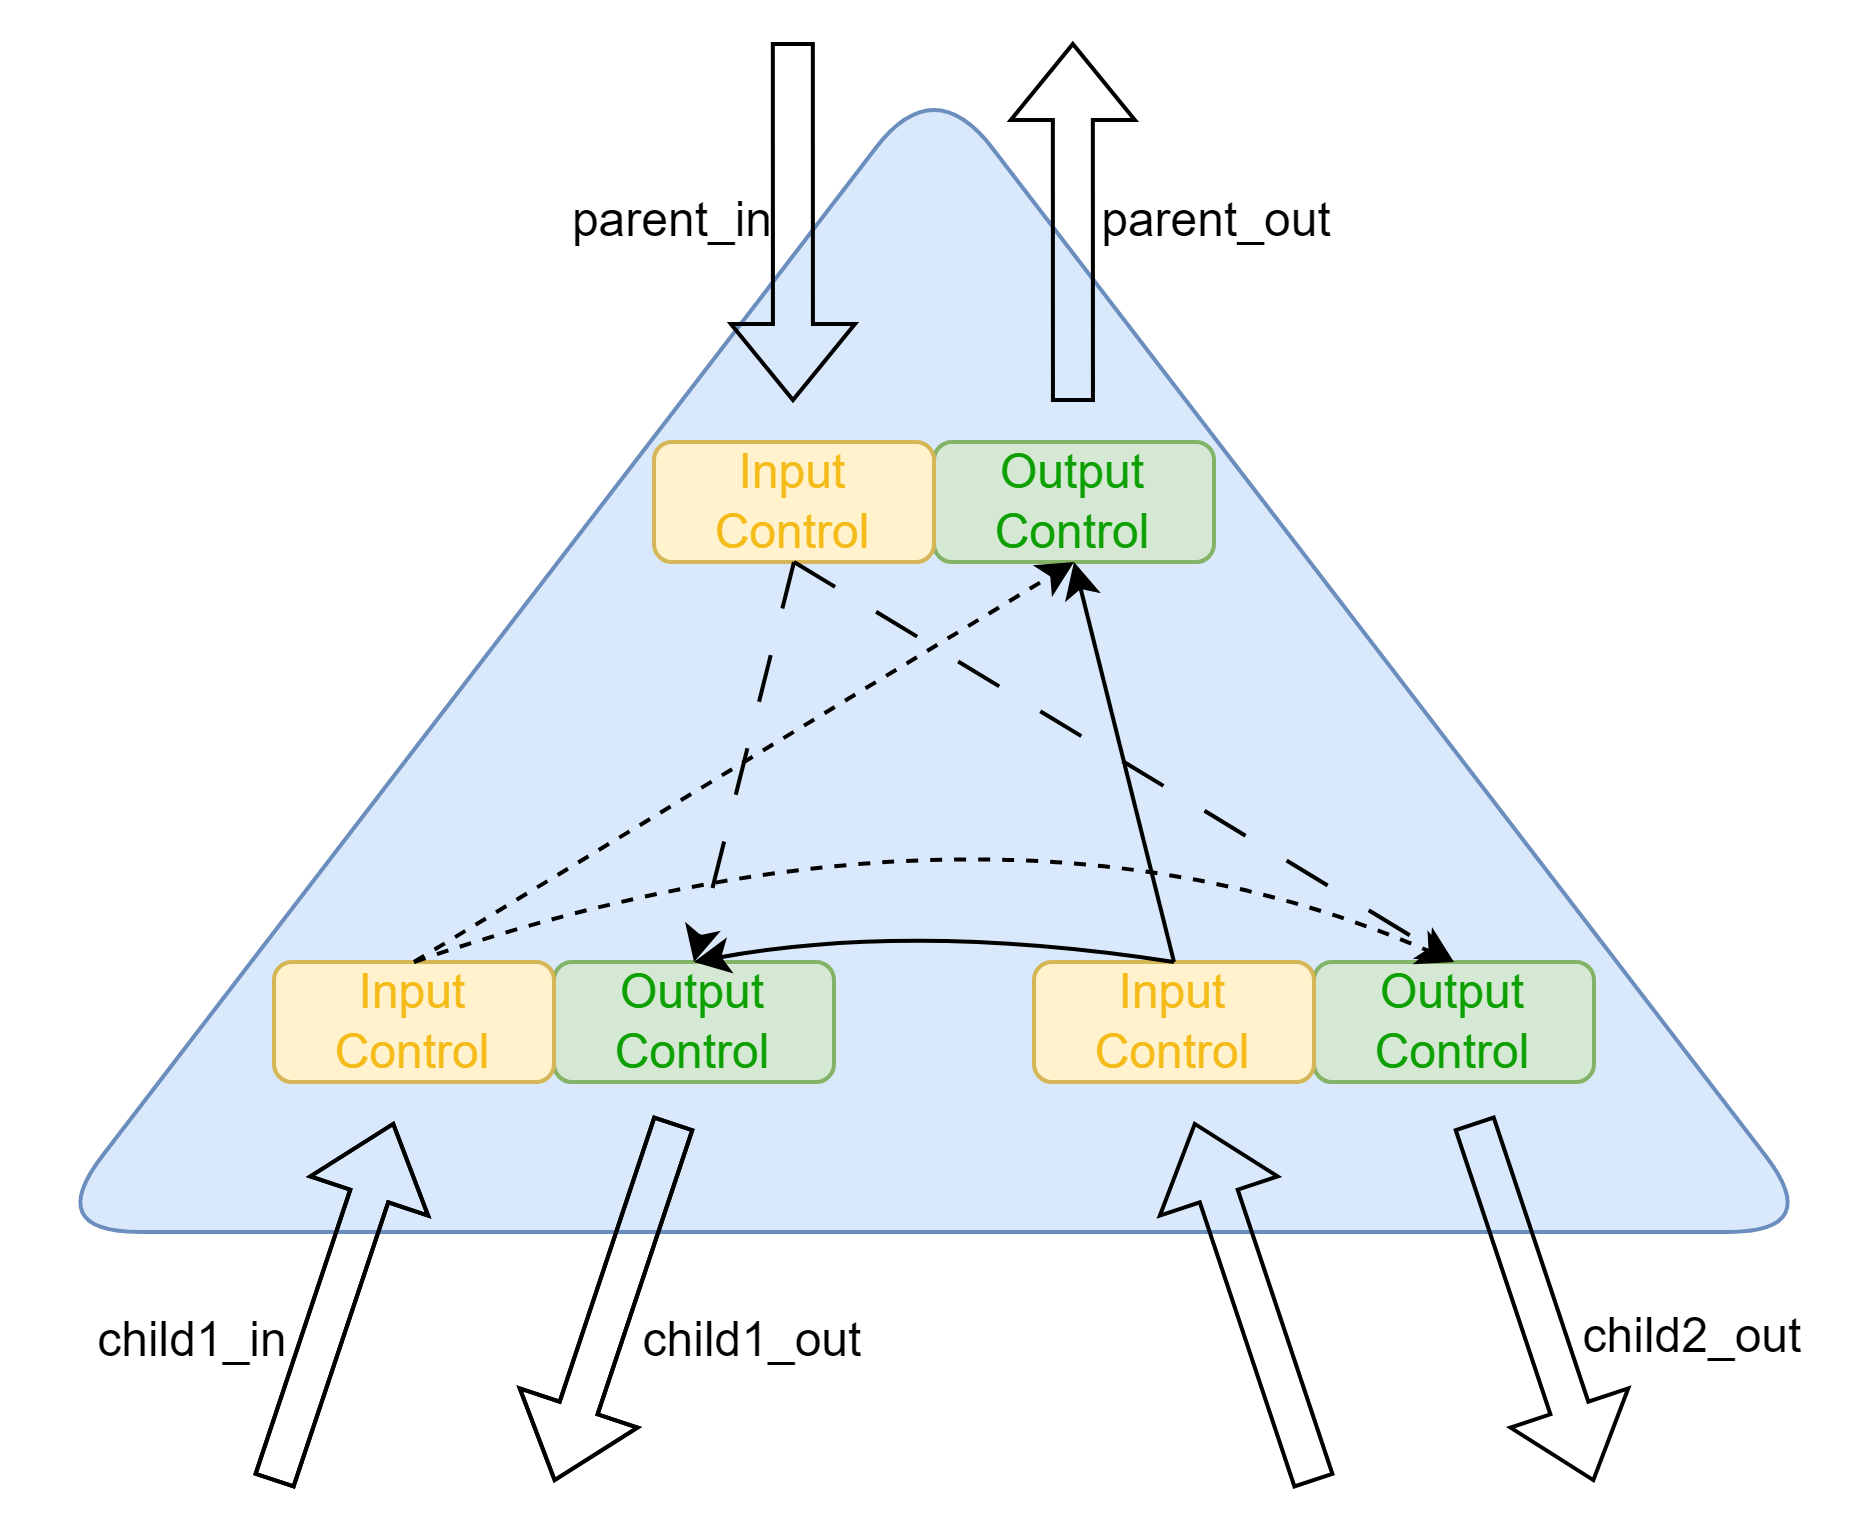 parent_in
parent_out
Input
Control
Output
Control
Input
Control
Output
Control
Input
Control
Output
Control
child1_in
child1_out
child2_out